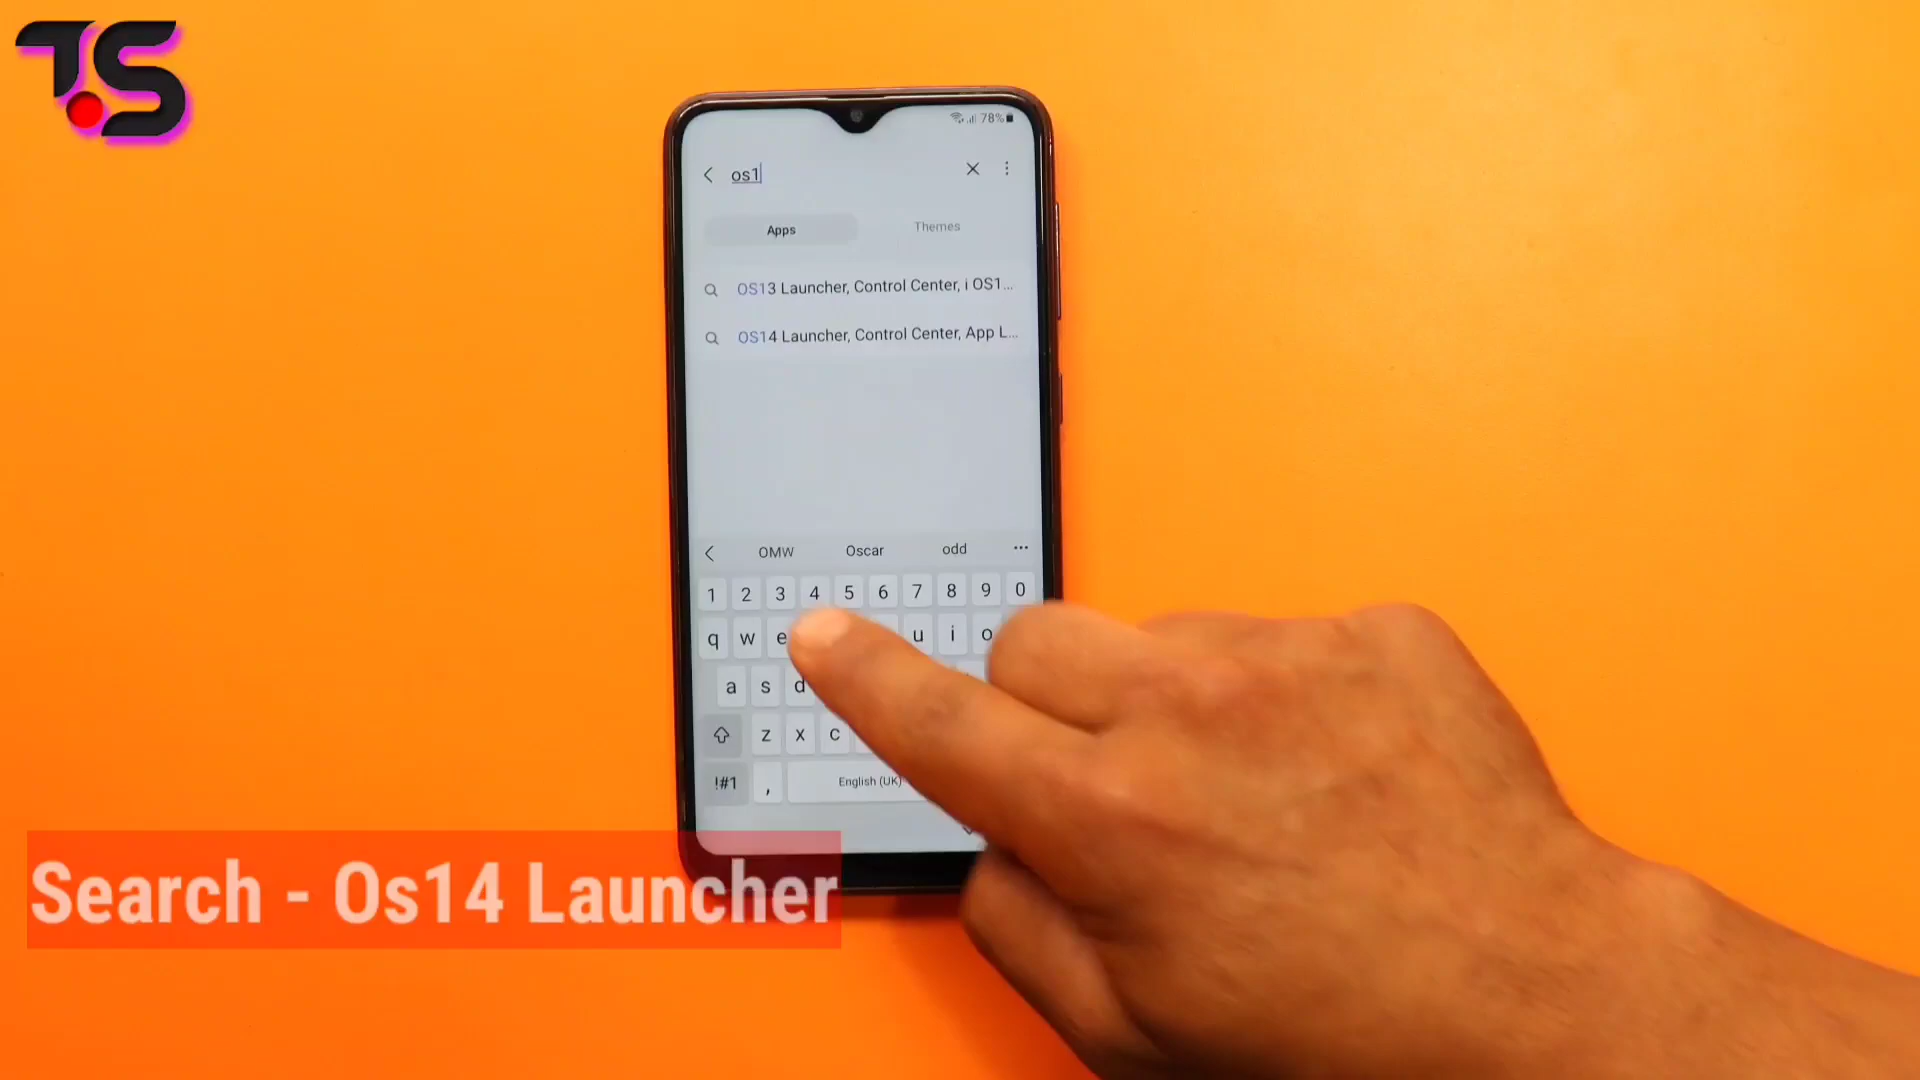 TS
78%
os1
Apps
Themes
OS13 Launcher, Control Center, i OS1...
OS14 Launcher, Control Center, App L...
OMW Oscar odd
1 2 3 4 5 6 7 8 9 0
q w e u i o
a s d
z x c
!#1 , English (UK)
Search - Os14 Launcher